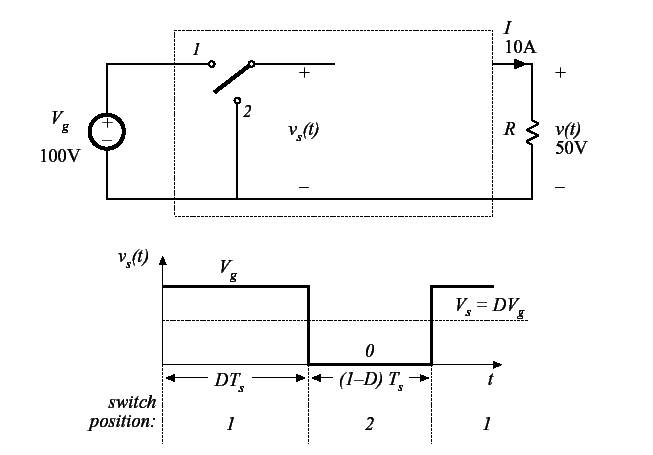 I
10A
1
+
+
V_g
100V
+
–
2
v_s(t)
R
v(t)
50V
–
–
v_s(t)
V_g
V_s = DV_g
0
DT_s
(1–D) T_s
t
switch
position:
1
2
1